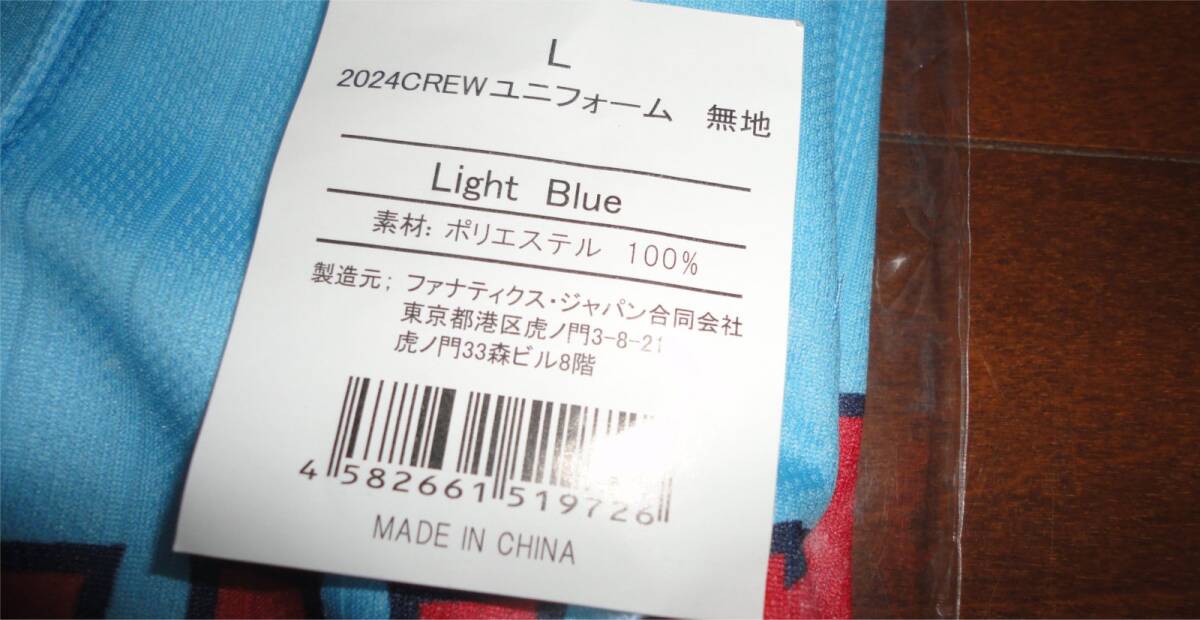 L
2024CREWユニフォーム 無地
Light Blue
素材: ポリエステル 100%
製造元; ファナティクス・ジャパン合同会社
東京都港区虎ノ門3-8-21
虎ノ門33森ビル8階
4 582661 519726
MADE IN CHINA